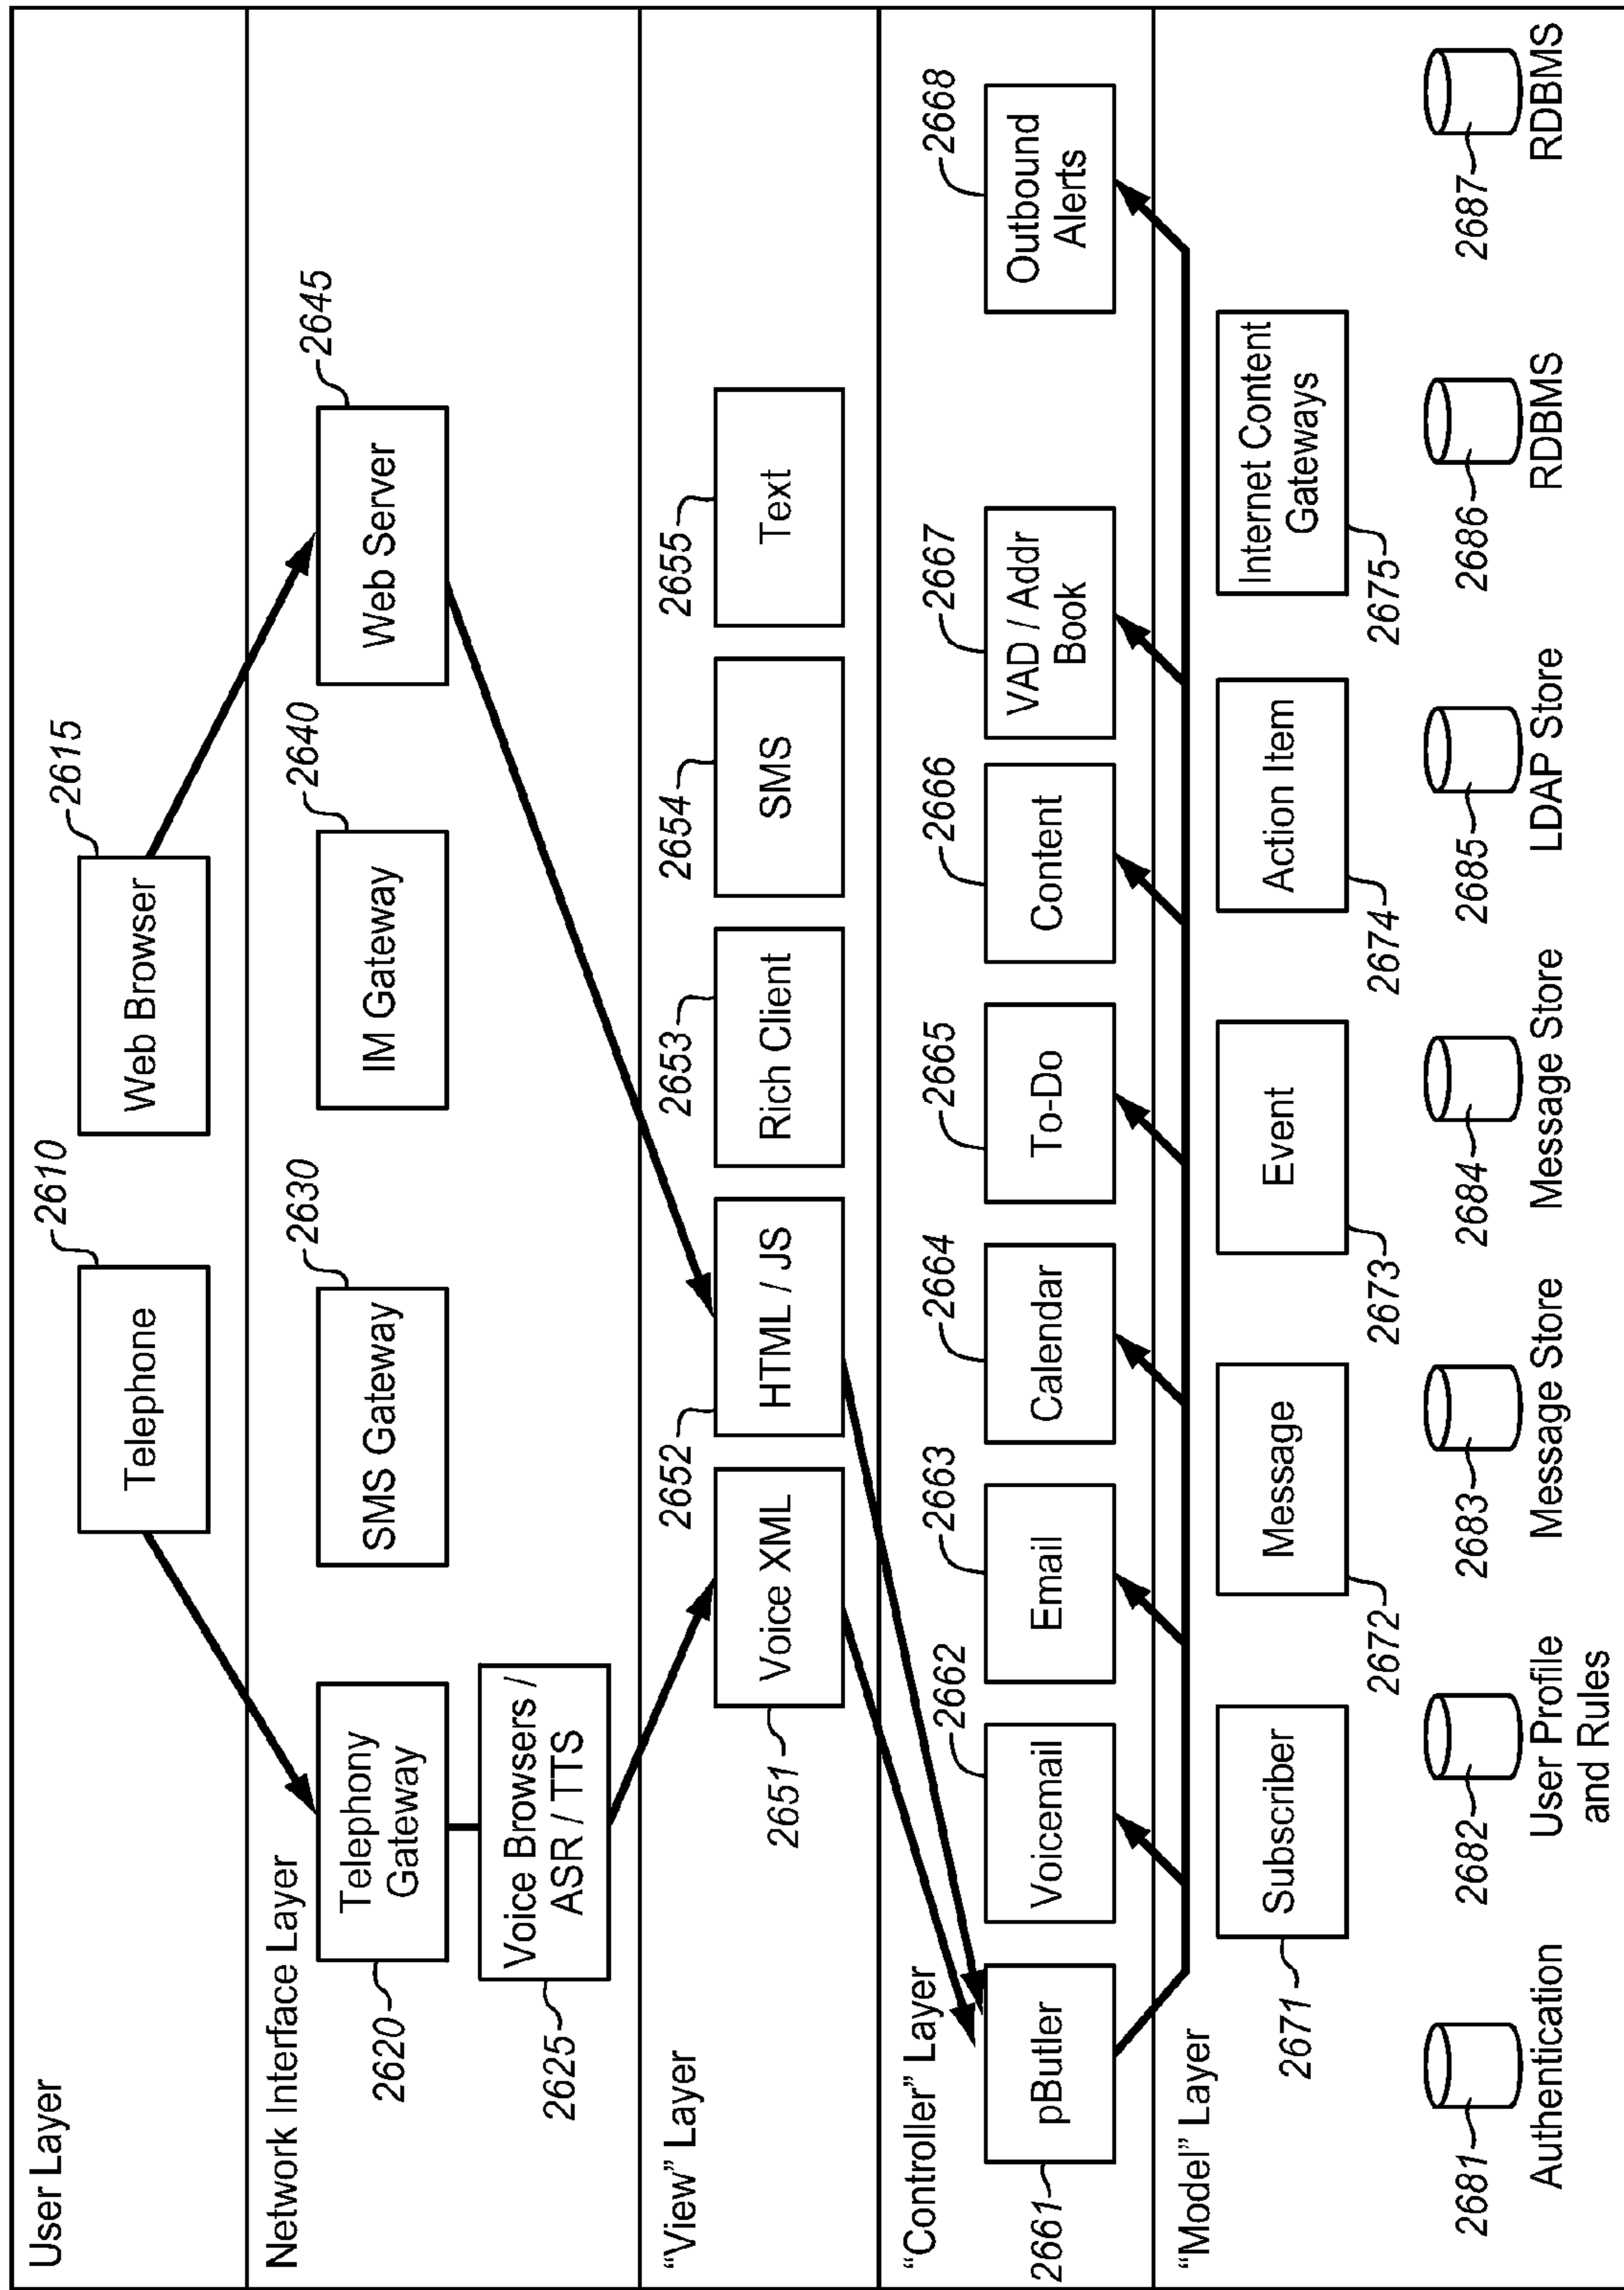 User Layer
2610
2615
Telephone
Web Browser
Network Interface Layer
2630
2640
2645
Telephony
Gateway
SMS Gateway
IM Gateway
Web Server
2620
Voice Browsers /
ASR / TTS
2625
“View” Layer
2652
2653
2654
2655
Voice XML
HTML / JS
Rich Client
SMS
Text
2651
“Controller” Layer
2662
2663
2664
2665
2666
2667
2668
pButler
Voicemail
Email
Calendar
To-Do
Content
VAD / Addr
Book
Outbound
Alerts
2661
“Model” Layer
Subscriber
Message
Event
Action Item
Internet Content
Gateways
2671
2672
2673
2674
2675
2681
2682
2683
2684
2685
2686
2687
Authentication
User Profile
and Rules
Message Store
Message Store
LDAP Store
RDBMS
RDBMS